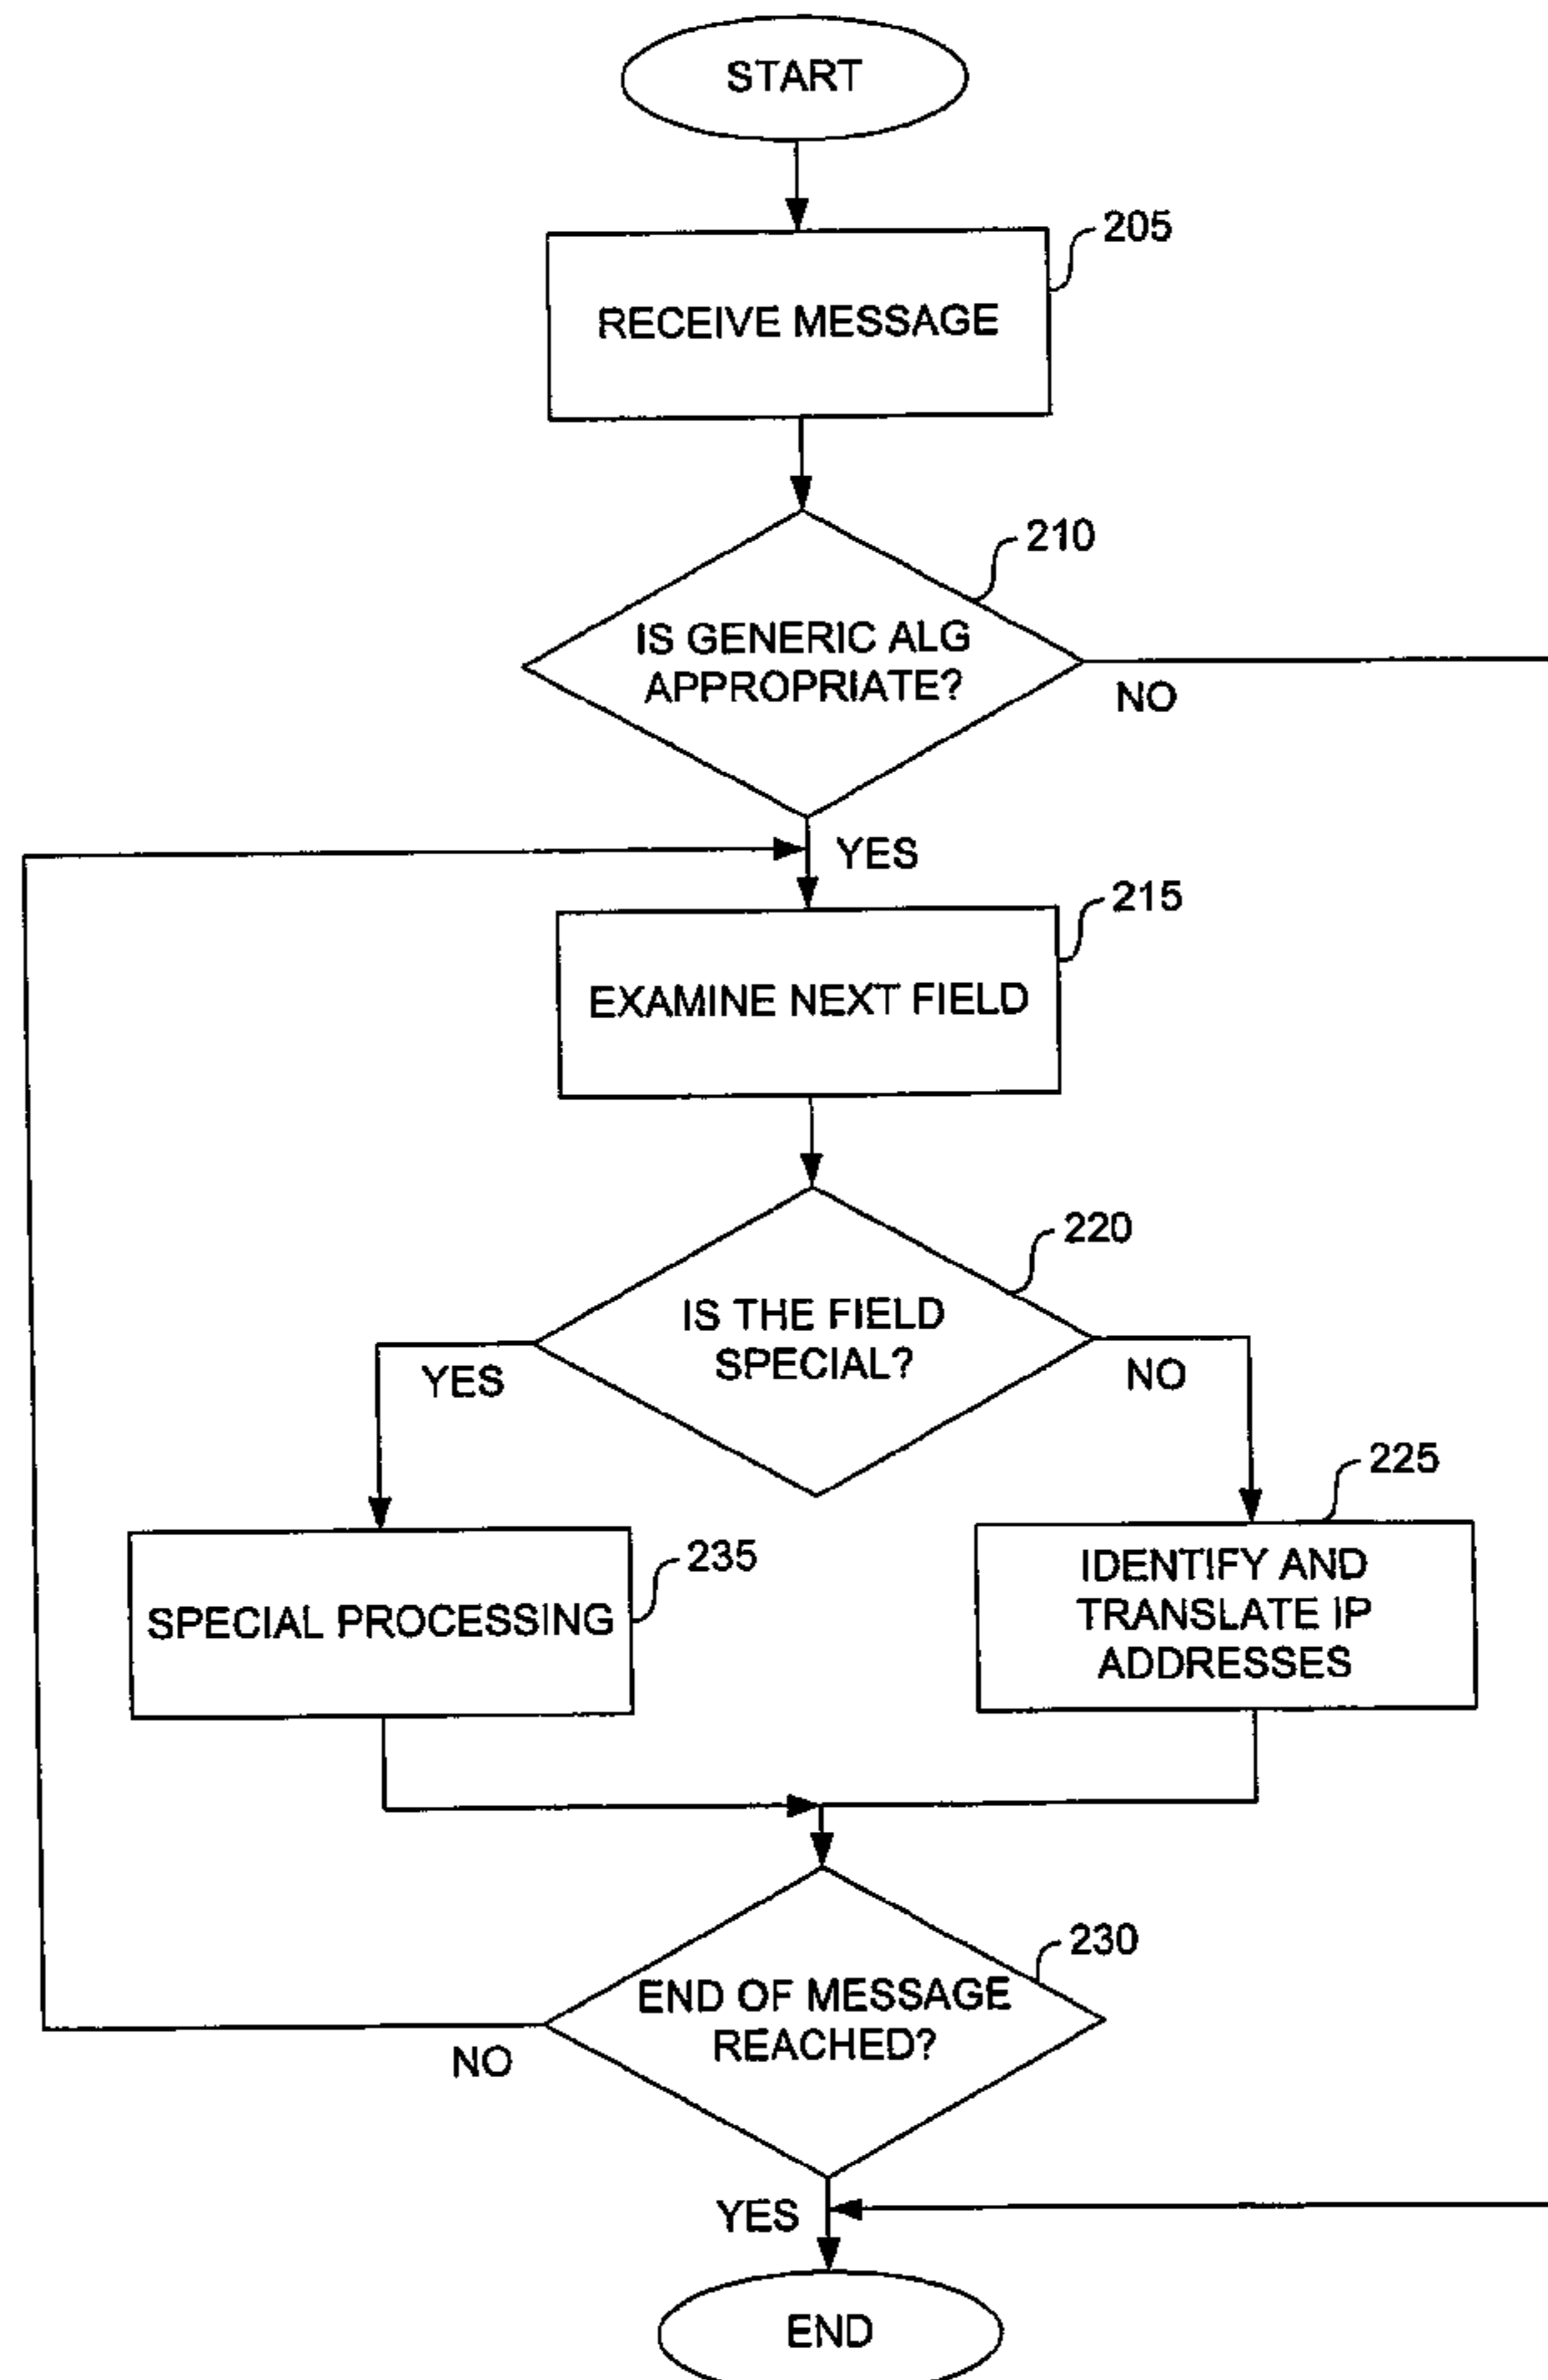 START
205
RECEIVE MESSAGE
210
IS GENERIC ALG
APPROPRIATE?
NO
YES
215
EXAMINE NEXT FIELD
220
IS THE FIELD
SPECIAL?
YES
NO
225
235
IDENTIFY AND
TRANSLATE IP
ADDRESSES
SPECIAL PROCESSING
230
END OF MESSAGE
REACHED?
NO
YES
END